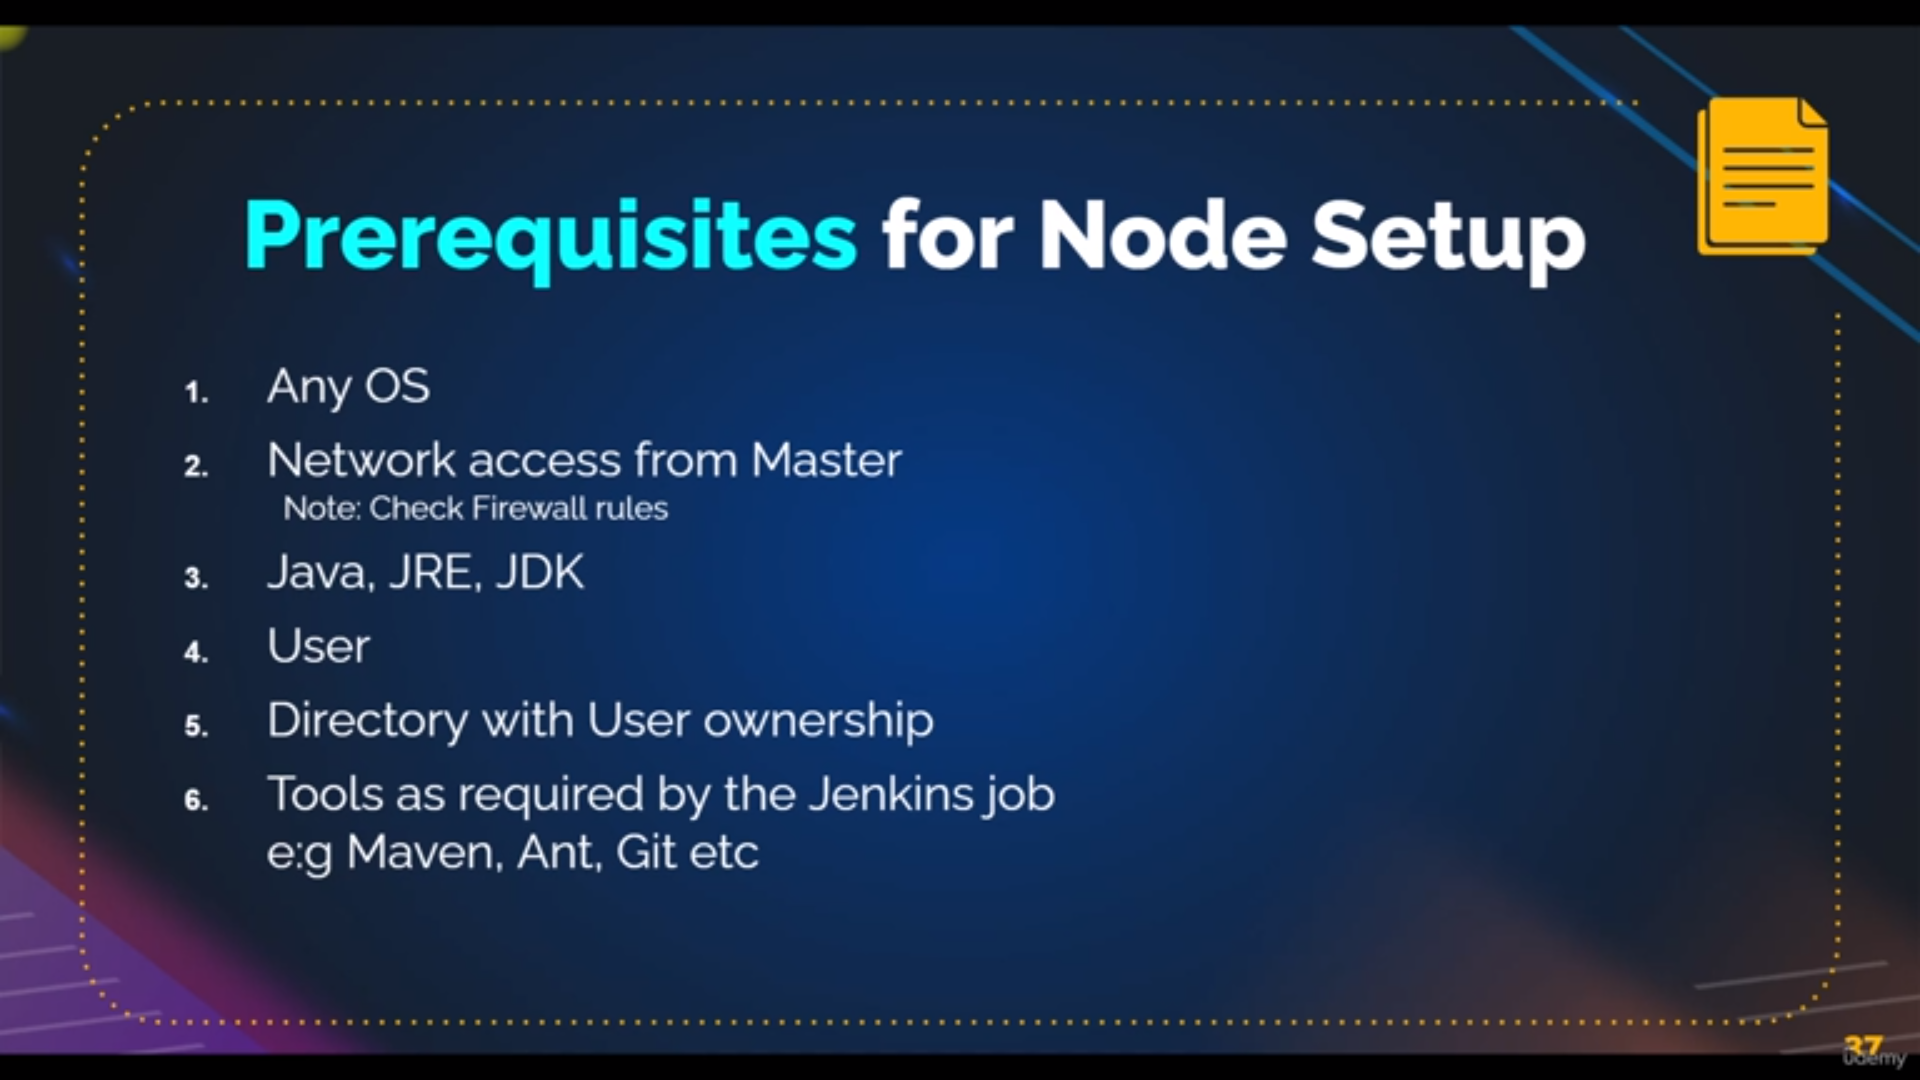 Prerequisites for Node Setup
1. Any OS
2. Network access from Master
Note: Check Firewall rules
3. Java, JRE, JDK
4. User
5. Directory with User ownership
6. Tools as required by the Jenkins job
e:g Maven, Ant, Git etc
37
ûdemy